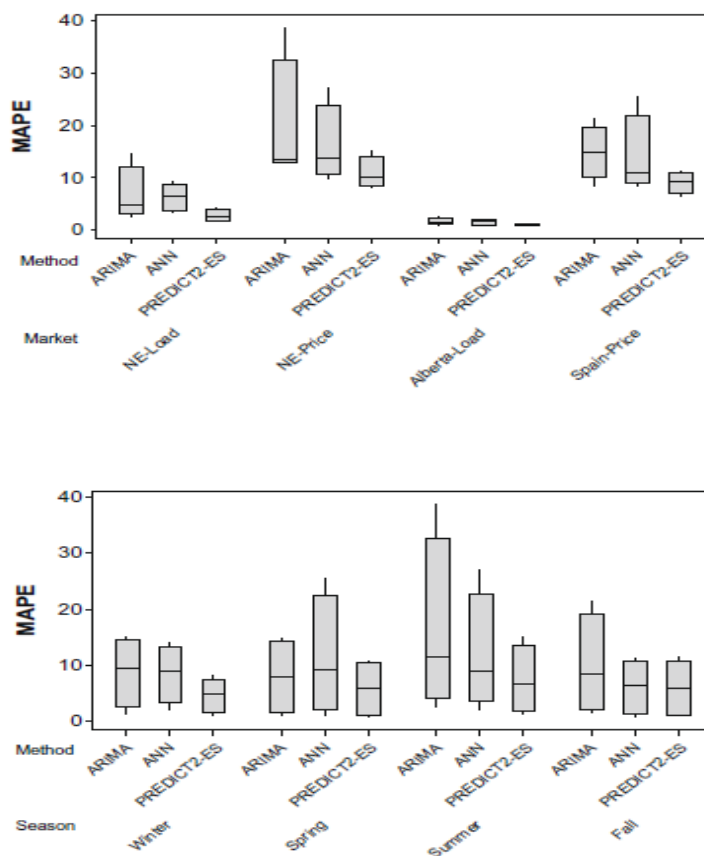 40
30
20
10
0
MAPE
Method
ARIMA ANN PREDICT2-ES ARIMA ANN PREDICT2-ES ARIMA ANN PREDICT2-ES ARIMA ANN PREDICT2-ES
Market
NE-Load NE-Price Alberta-Load Spain-Price
40
30
20
10
0
MAPE
Method
ARIMA ANN PREDICT2-ES ARIMA ANN PREDICT2-ES ARIMA ANN PREDICT2-ES ARIMA ANN PREDICT2-ES
Season
Winter Spring Summer Fall